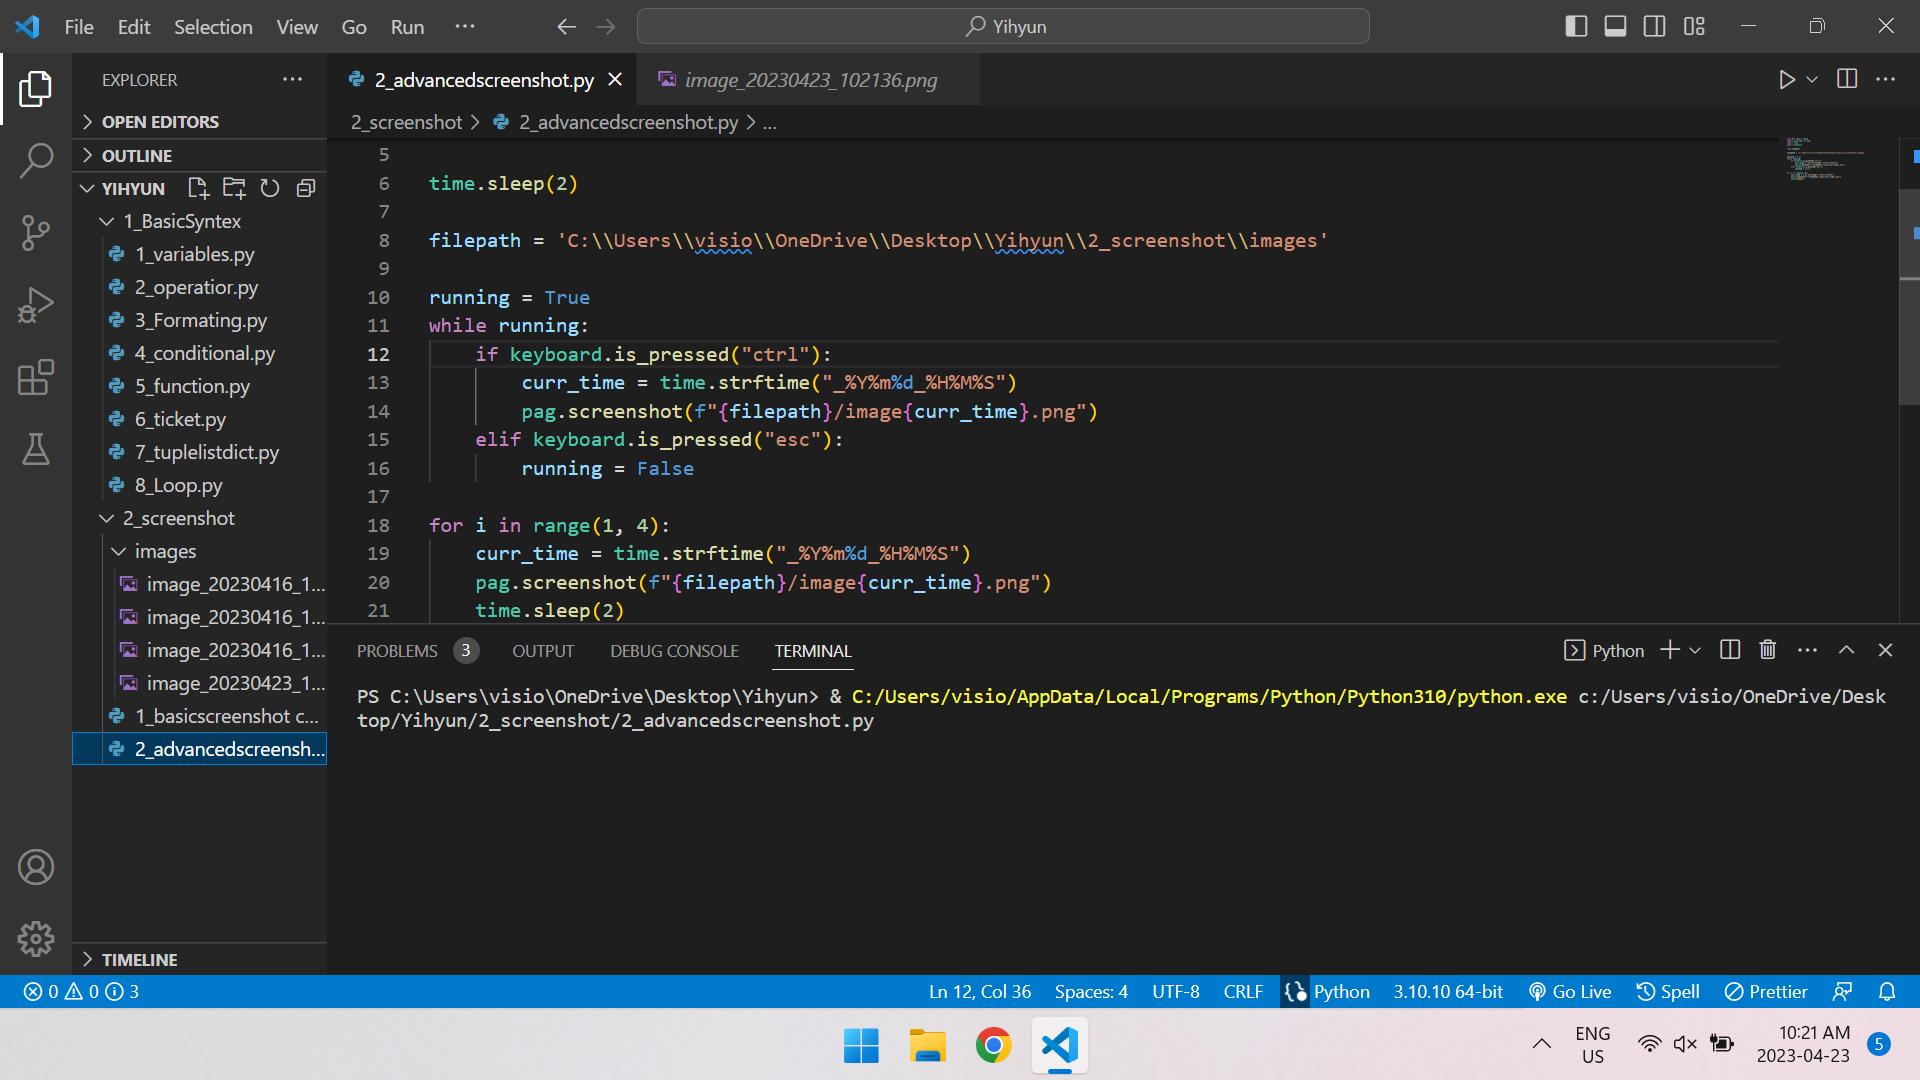 File Edit Selection View Go Run ···
Yihyun
EXPLORER
2_advancedscreenshot.py
image_20230423_102136.png
OPEN EDITORS
OUTLINE
YIHYUN
1_BasicSyntex
1_variables.py
2_operatior.py
3_Formating.py
4_conditional.py
5_function.py
6_ticket.py
7_tuplelistdict.py
8_Loop.py
2_screenshot
images
image_20230416_1...
image_20230416_1...
image_20230416_1...
image_20230423_1...
1_basicscreenshot c...
2_advancedscreensh...
TIMELINE
2_screenshot > 2_advancedscreenshot.py > ...
5
6 time.sleep(2)
7
8 filepath = 'C:\\Users\\visio\\OneDrive\\Desktop\\Yihyun\\2_screenshot\\images'
9
10 running = True
11 while running:
12 if keyboard.is_pressed("ctrl"):
13 curr_time = time.strftime("_%Y%m%d_%H%M%S")
14 pag.screenshot(f"{filepath}/image{curr_time}.png")
15 elif keyboard.is_pressed("esc"):
16 running = False
17
18 for i in range(1, 4):
19 curr_time = time.strftime("_%Y%m%d_%H%M%S")
20 pag.screenshot(f"{filepath}/image{curr_time}.png")
21 time.sleep(2)
PROBLEMS 3 OUTPUT DEBUG CONSOLE TERMINAL
Python
PS C:\Users\visio\OneDrive\Desktop\Yihyun> & C:/Users/visio/AppData/Local/Programs/Python/Python310/python.exe c:/Users/visio/OneDrive/Desk
top/Yihyun/2_screenshot/2_advancedscreenshot.py
0 0 3
Ln 12, Col 36 Spaces: 4 UTF-8 CRLF Python 3.10.10 64-bit Go Live Spell Prettier
ENG
US
10:21 AM
2023-04-23
5